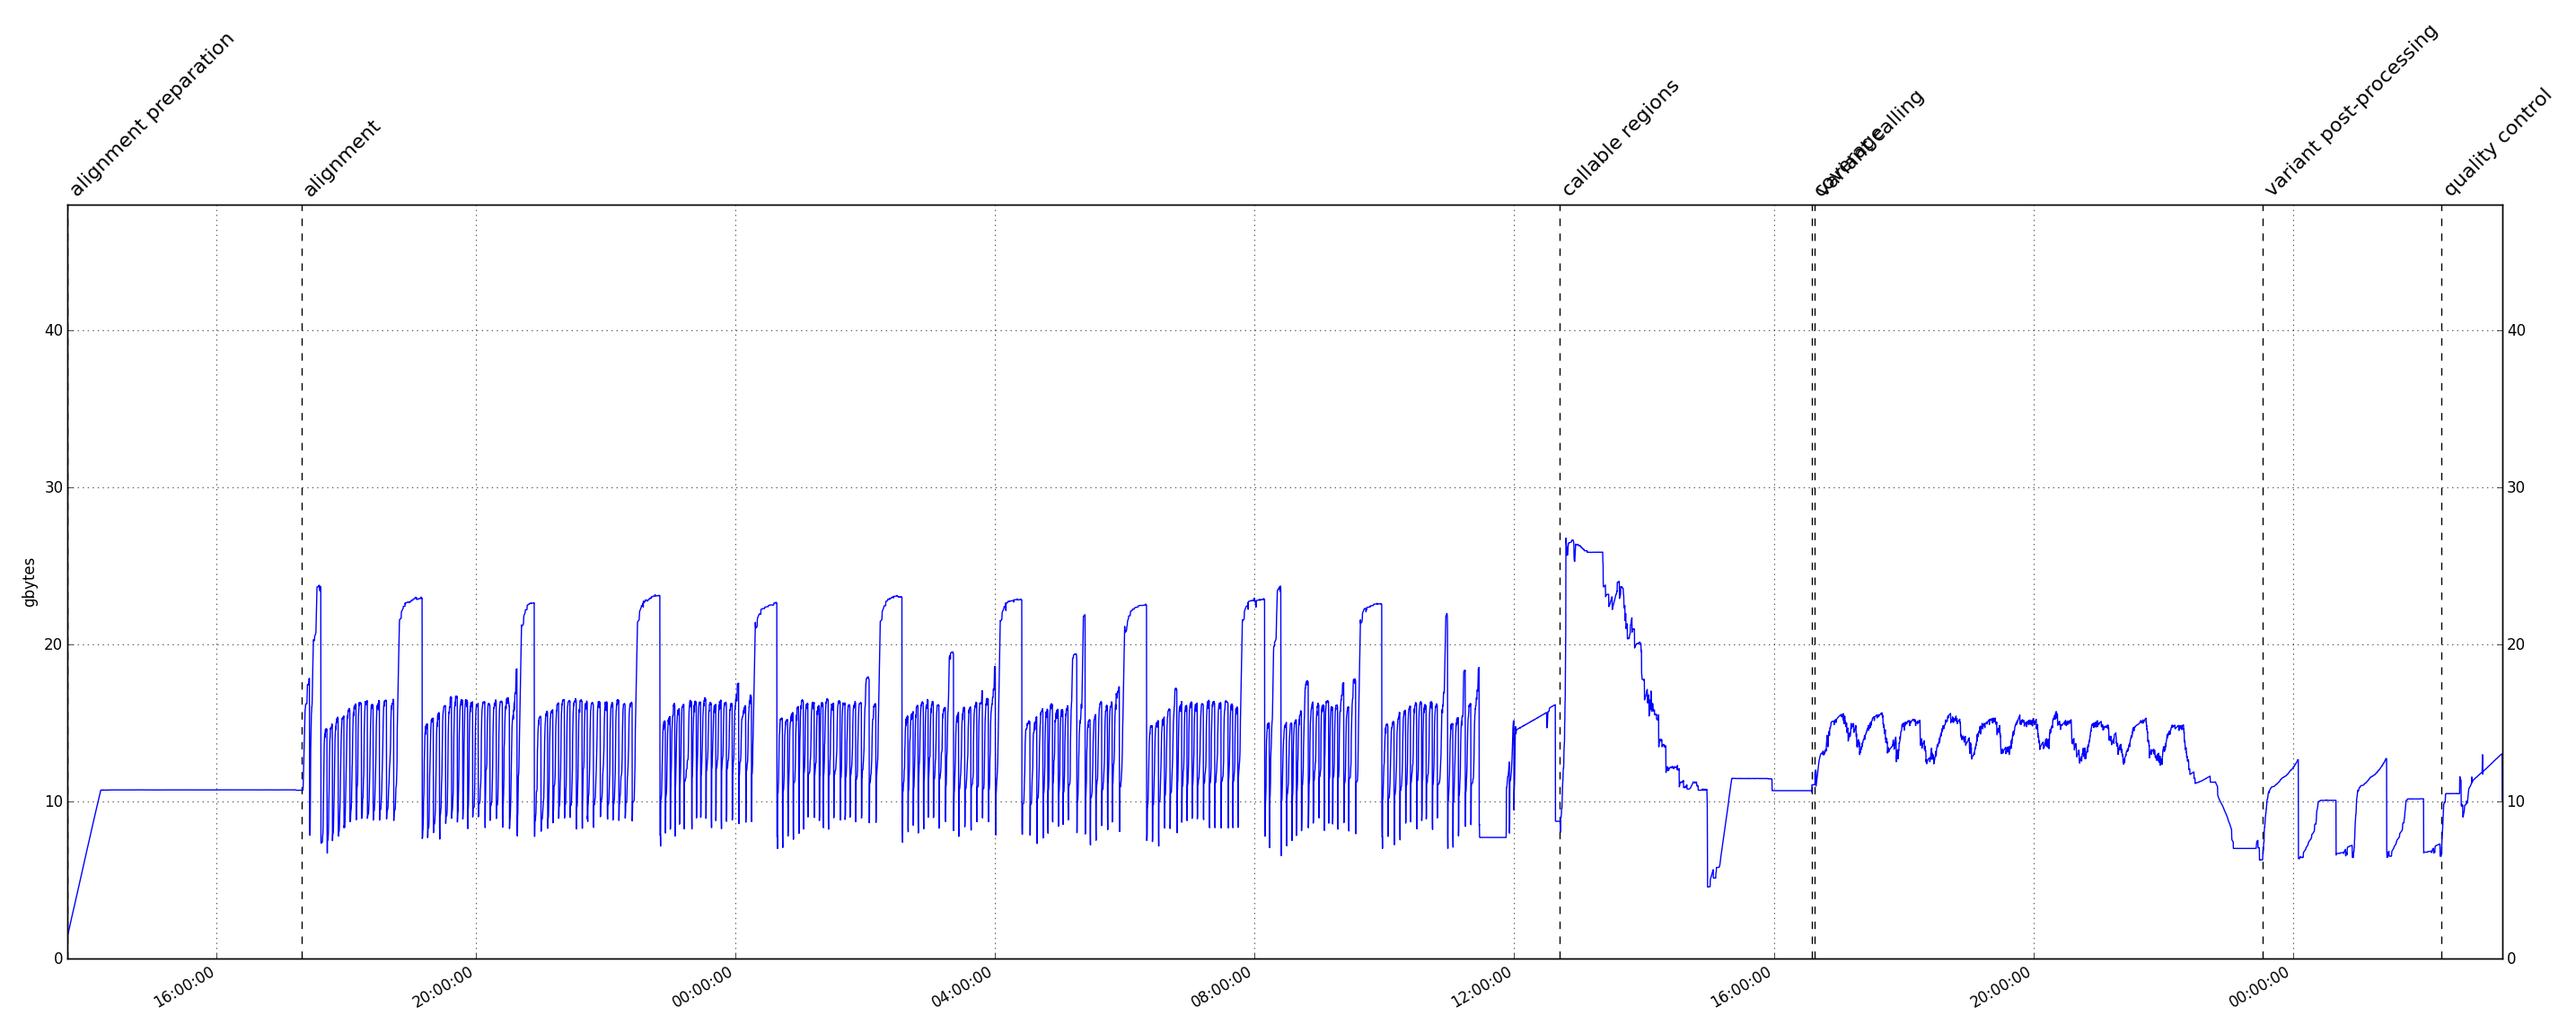 alignment preparation
alignment
callable regions
coverage
variant calling
variant post-processing
quality control
gbytes
40
30
20
10
0
40
30
20
10
0
16:00:00
20:00:00
00:00:00
04:00:00
08:00:00
12:00:00
16:00:00
20:00:00
00:00:00